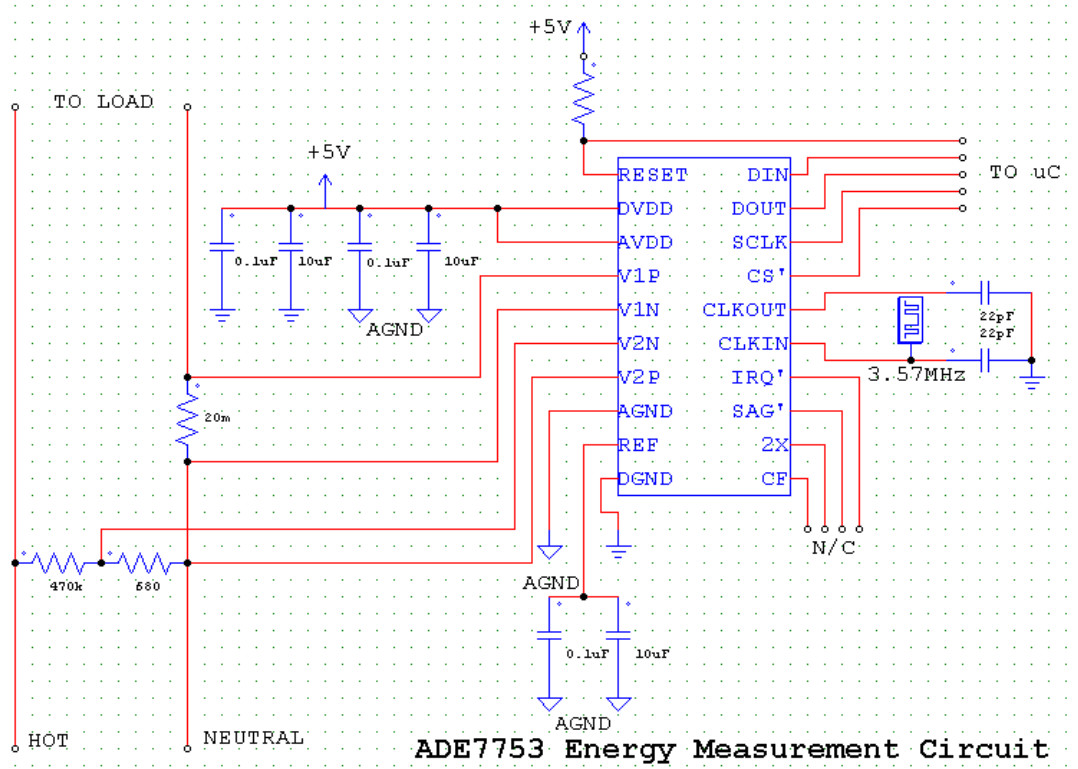 +5V
TO LOAD
+5V
RESET
DIN
TO uC
DVDD
DOUT
AVDD
SCLK
0.1uF
10uF
0.1uF
10uF
V1P
CS'
V1N
CLKOUT
22pF
AGND
22pF
V2N
CLKIN
V2P
IRQ'
3.57MHz
20m
AGND
SAG'
REF
2X
DGND
CF
N/C
470k
680
AGND
0.1uF
10uF
AGND
HOT
NEUTRAL
ADE7753 Energy Measurement Circuit